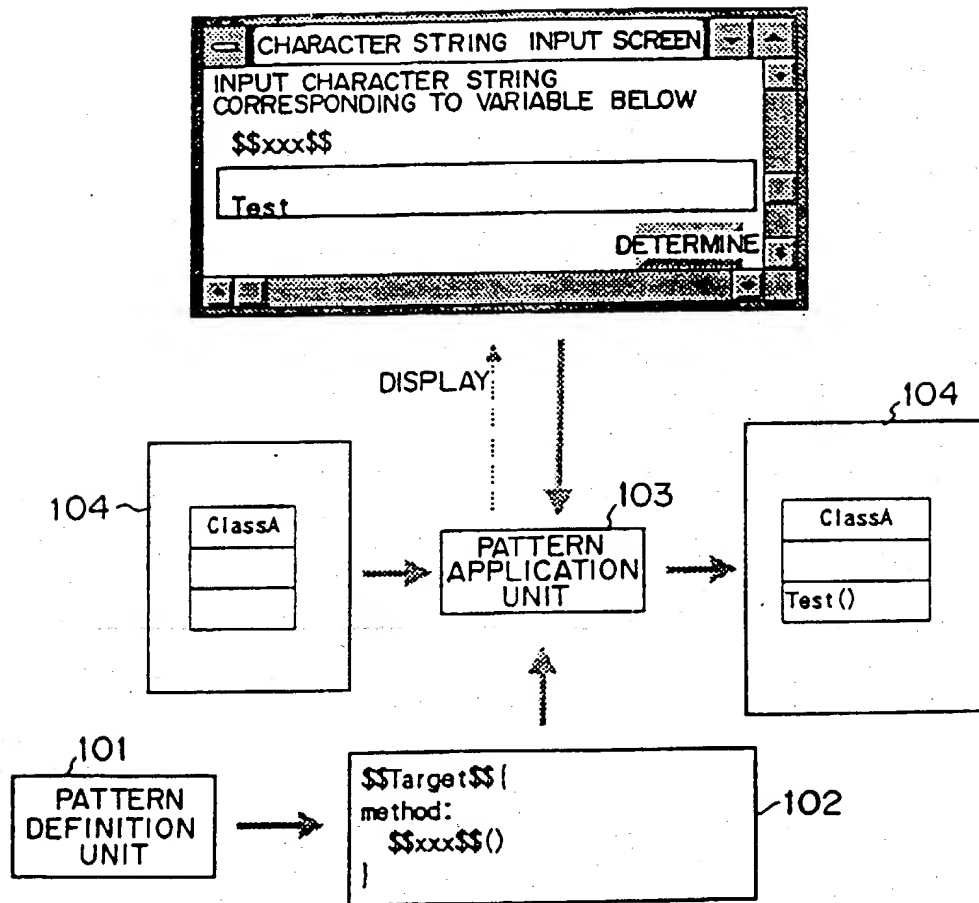 CHARACTER STRING INPUT SCREEN
INPUT CHARACTER STRING
CORRESPONDING TO VARIABLE BELOW
$$xxx$$
Test
DETERMINE
DISPLAY
104
ClassA
103
PATTERN
APPLICATION
UNIT
104
ClassA
Test()
101
PATTERN
DEFINITION
UNIT
$$Target$${
method:
$$xxx$$()
}
102